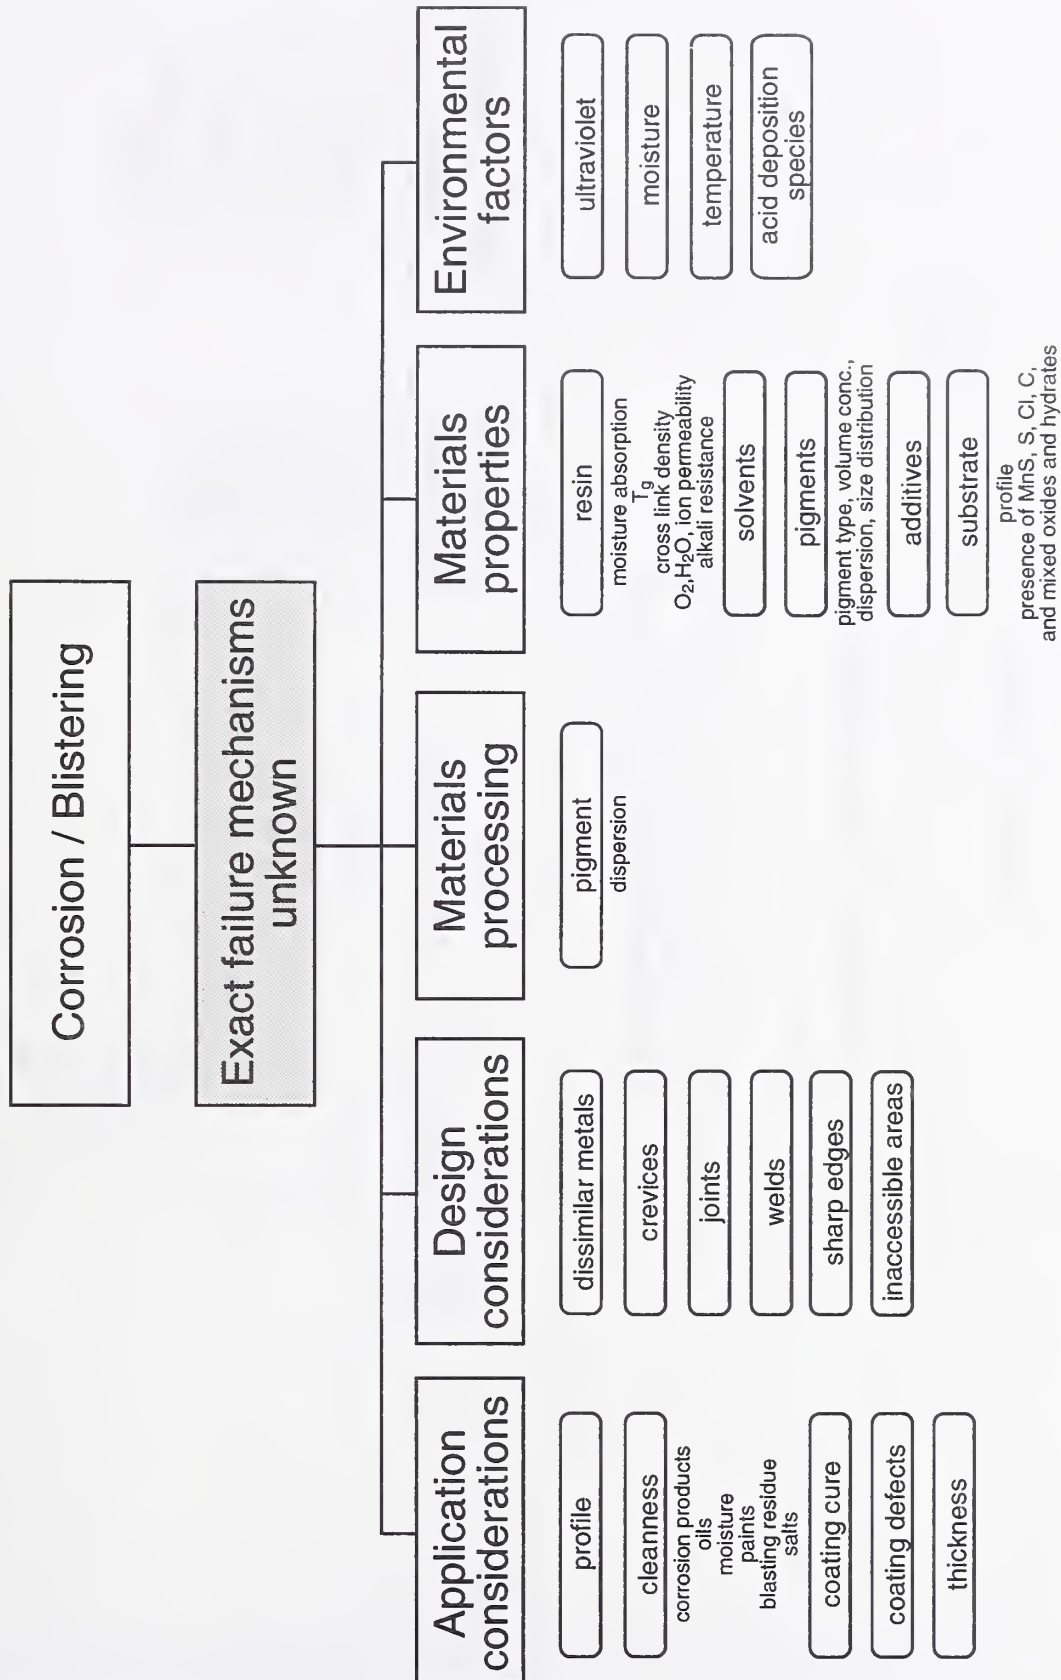 Corrosion / Blistering
Exact failure mechanisms
unknown
Application
considerations
profile
cleanness
corrosion products
oils
moisture
paints
blasting residue
salts
coating cure
coating defects
thickness
Design
considerations
dissimilar metals
crevices
joints
welds
sharp edges
inaccessible areas
Materials
processing
pigment
dispersion
Materials
properties
resin
moisture absorption
Tg
cross link density
O2,H2O, ion permeability
alkali resistance
solvents
pigments
pigment type, volume conc.,
dispersion, size distribution
additives
substrate
profile
presence of MnS, S, Cl, C,
and mixed oxides and hydrates
Environmental
factors
ultraviolet
moisture
temperature
acid deposition
species